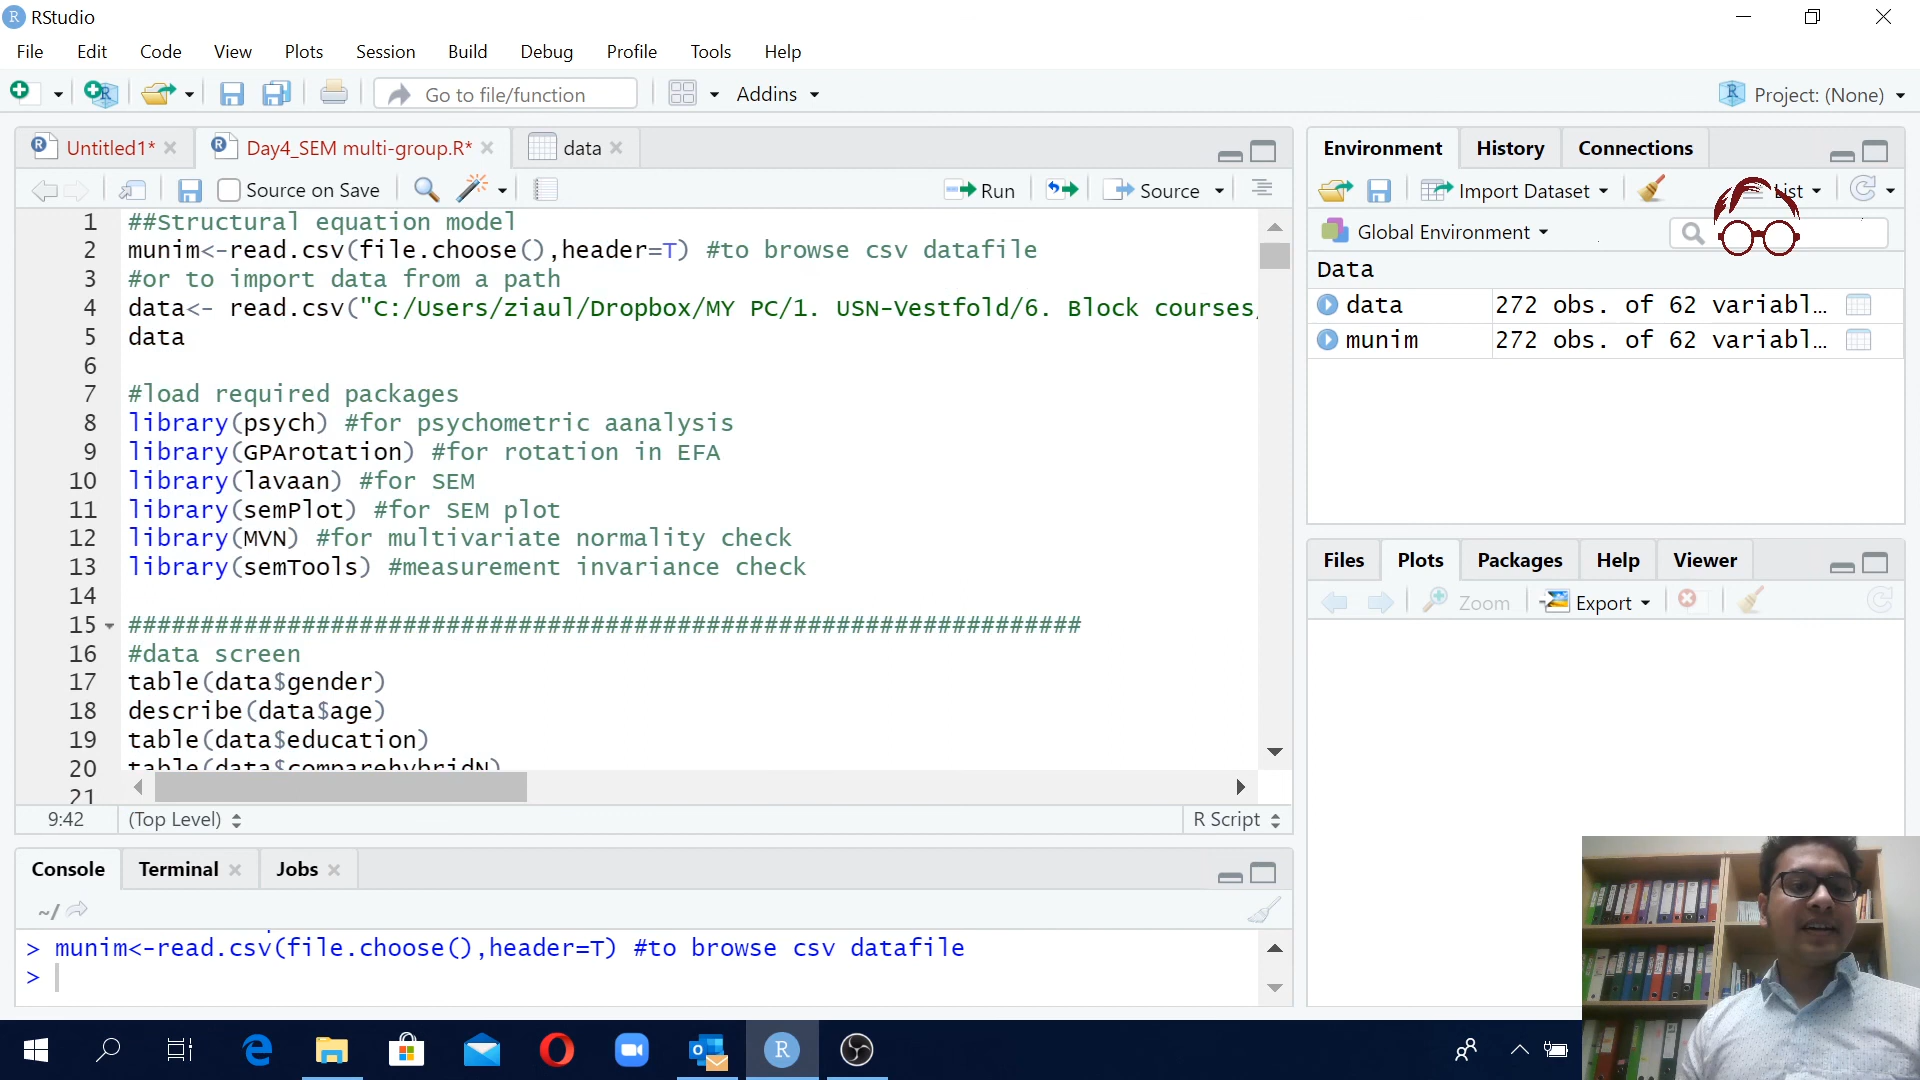 RStudio
File Edit Code View Plots Session Build Debug Profile Tools Help
Go to file/function Addins Project: (None)
Untitled1* Day4_SEM multi-group.R* data
Source on Save Run Source
1 ##Structural equation model
2 munim<-read.csv(file.choose(),header=T) #to browse csv datafile
3 #or to import data from a path
4 data<- read.csv("C:/Users/ziaul/Dropbox/MY PC/1. USN-Vestfold/6. Block courses,
5 data
6
7 #load required packages
8 library(psych) #for psychometric aanalysis
9 library(GPArotation) #for rotation in EFA
10 library(lavaan) #for SEM
11 library(semPlot) #for SEM plot
12 library(MVN) #for multivariate normality check
13 library(semTools) #measurement invariance check
14
15 ##################################################################
16 #data screen
17 table(data$gender)
18 describe(data$age)
19 table(data$education)
20 table(data$comparehybridN)
21
9:42 (Top Level) R Script
Console Terminal Jobs
~/
> munim<-read.csv(file.choose(),header=T) #to browse csv datafile
>
Environment History Connections
Import Dataset List
Global Environment
Data
data 272 obs. of 62 variabl…
munim 272 obs. of 62 variabl…
Files Plots Packages Help Viewer
Zoom Export